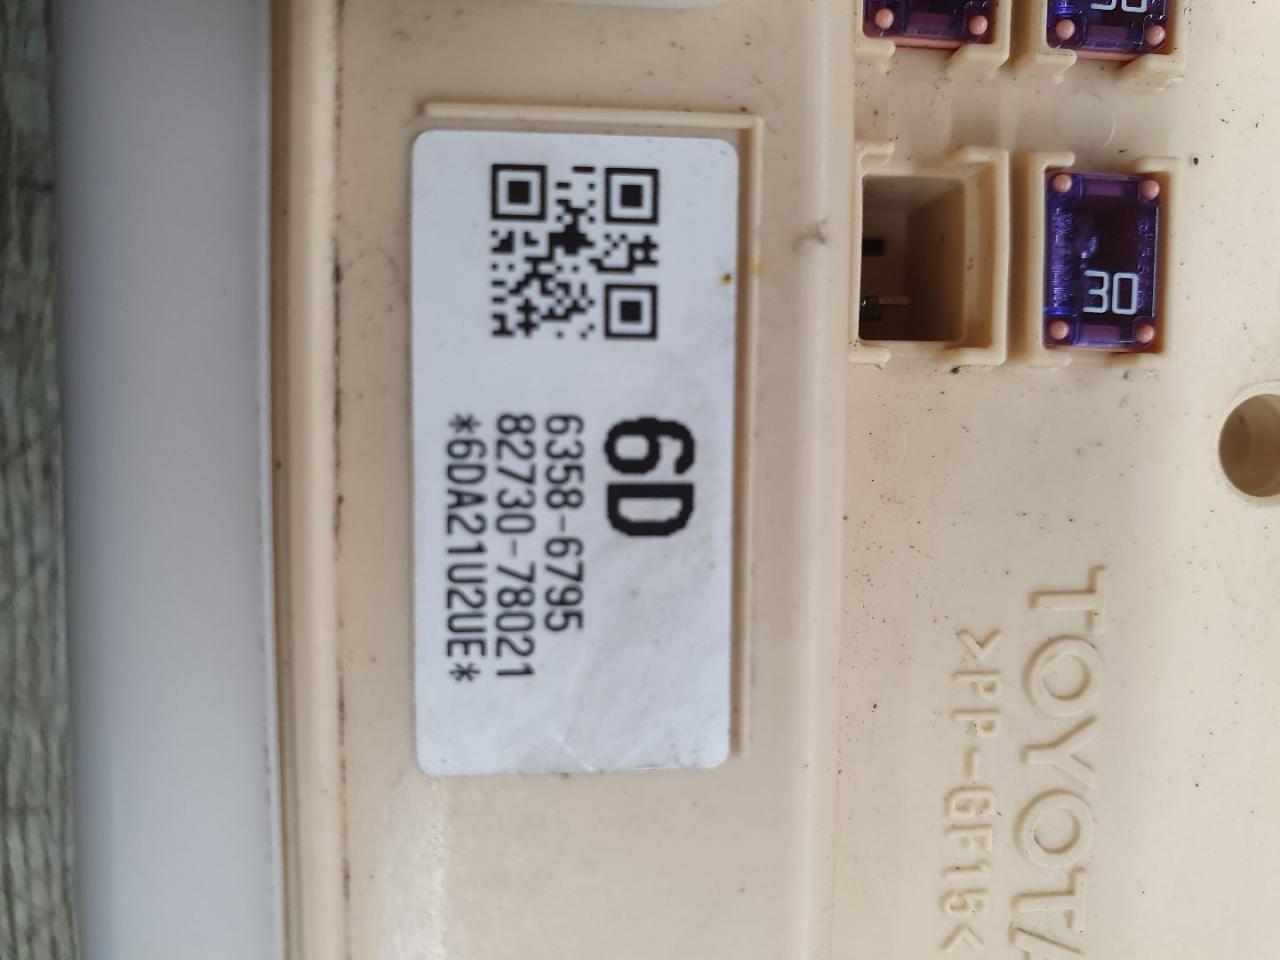 6D
6358-6795
82730-78021
*6DA21U2UE*
30
30
TOYOTA
>PP-GF15<